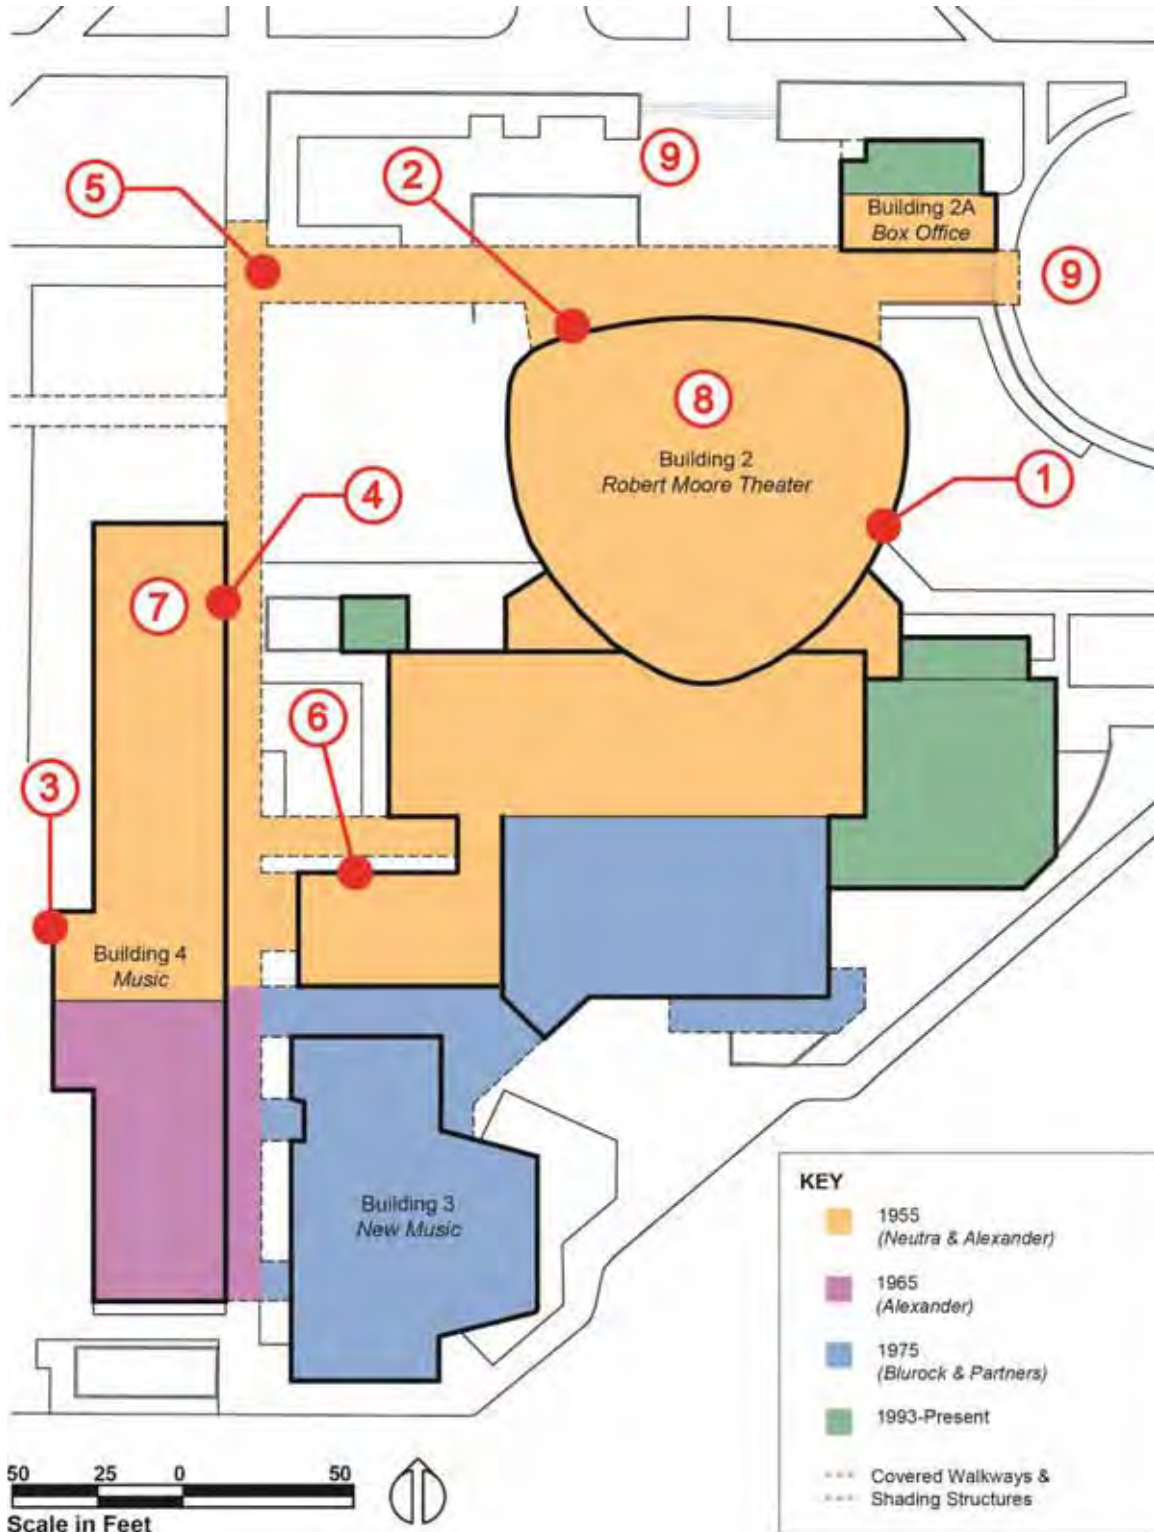 2
9
5
Building 2A
Box Office
9
8
Building 2
Robert Moore Theater
1
4
7
6
3
Building 4
Music
Building 3
New Music
KEY
1955
(Neutra & Alexander)
1965
(Alexander)
1975
(Blurock & Partners)
1993-Present
Covered Walkways &
Shading Structures
50 25 0 50
Scale in Feet